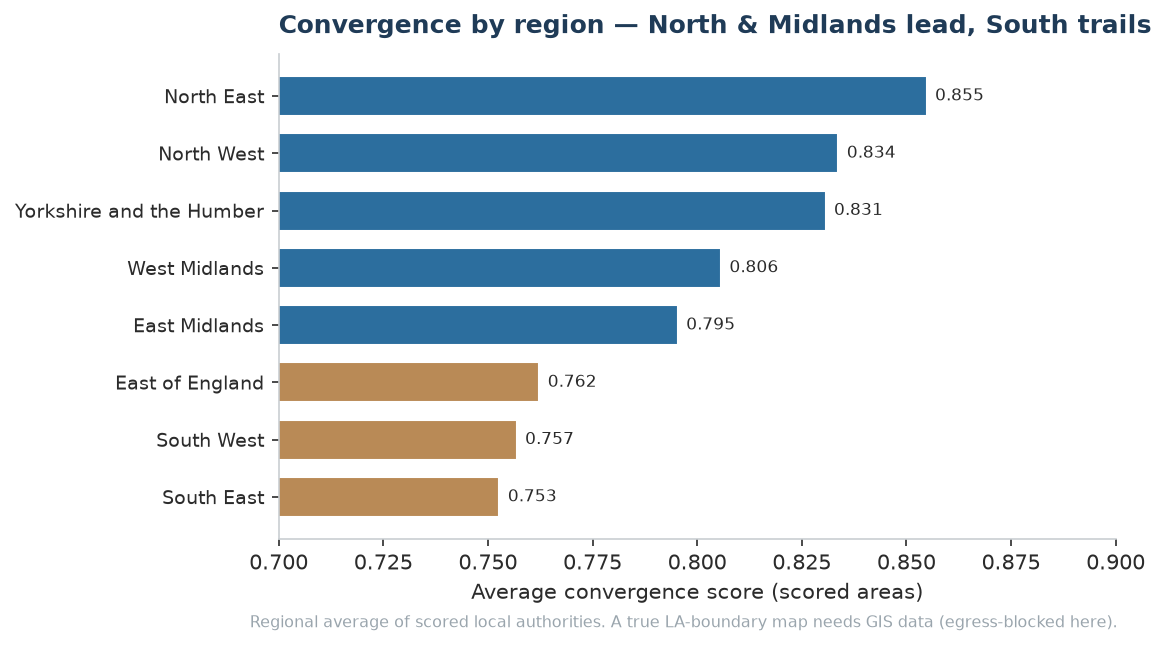 Convergence by region — North & Midlands lead, South trails
North East 0.855
North West 0.834
Yorkshire and the Humber 0.831
West Midlands 0.806
East Midlands 0.795
East of England 0.762
South West 0.757
South East 0.753
0.700 0.725 0.750 0.775 0.800 0.825 0.850 0.875 0.900
Average convergence score (scored areas)
Regional average of scored local authorities. A true LA-boundary map needs GIS data (egress-blocked here).